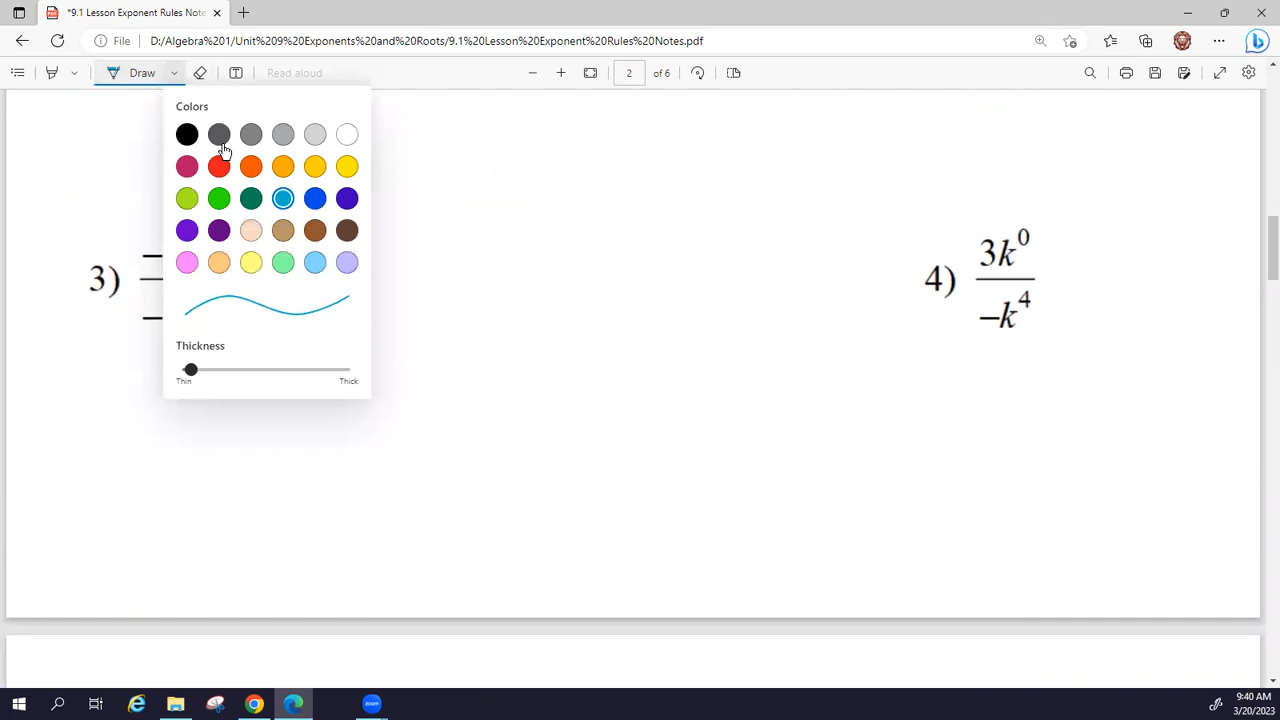 *9.1 Lesson Exponent Rules Note
File D:/Algebra%201/Unit%209%20Exponents%20and%20Roots/9.1%20Lesson%20Exponent%20Rules%20Notes.pdf
Draw Read aloud 2 of 6
Colors
3)
4) 3k⁰
−k⁴
Thickness
Thin Thick
zoom
9:40 AM
3/20/2023